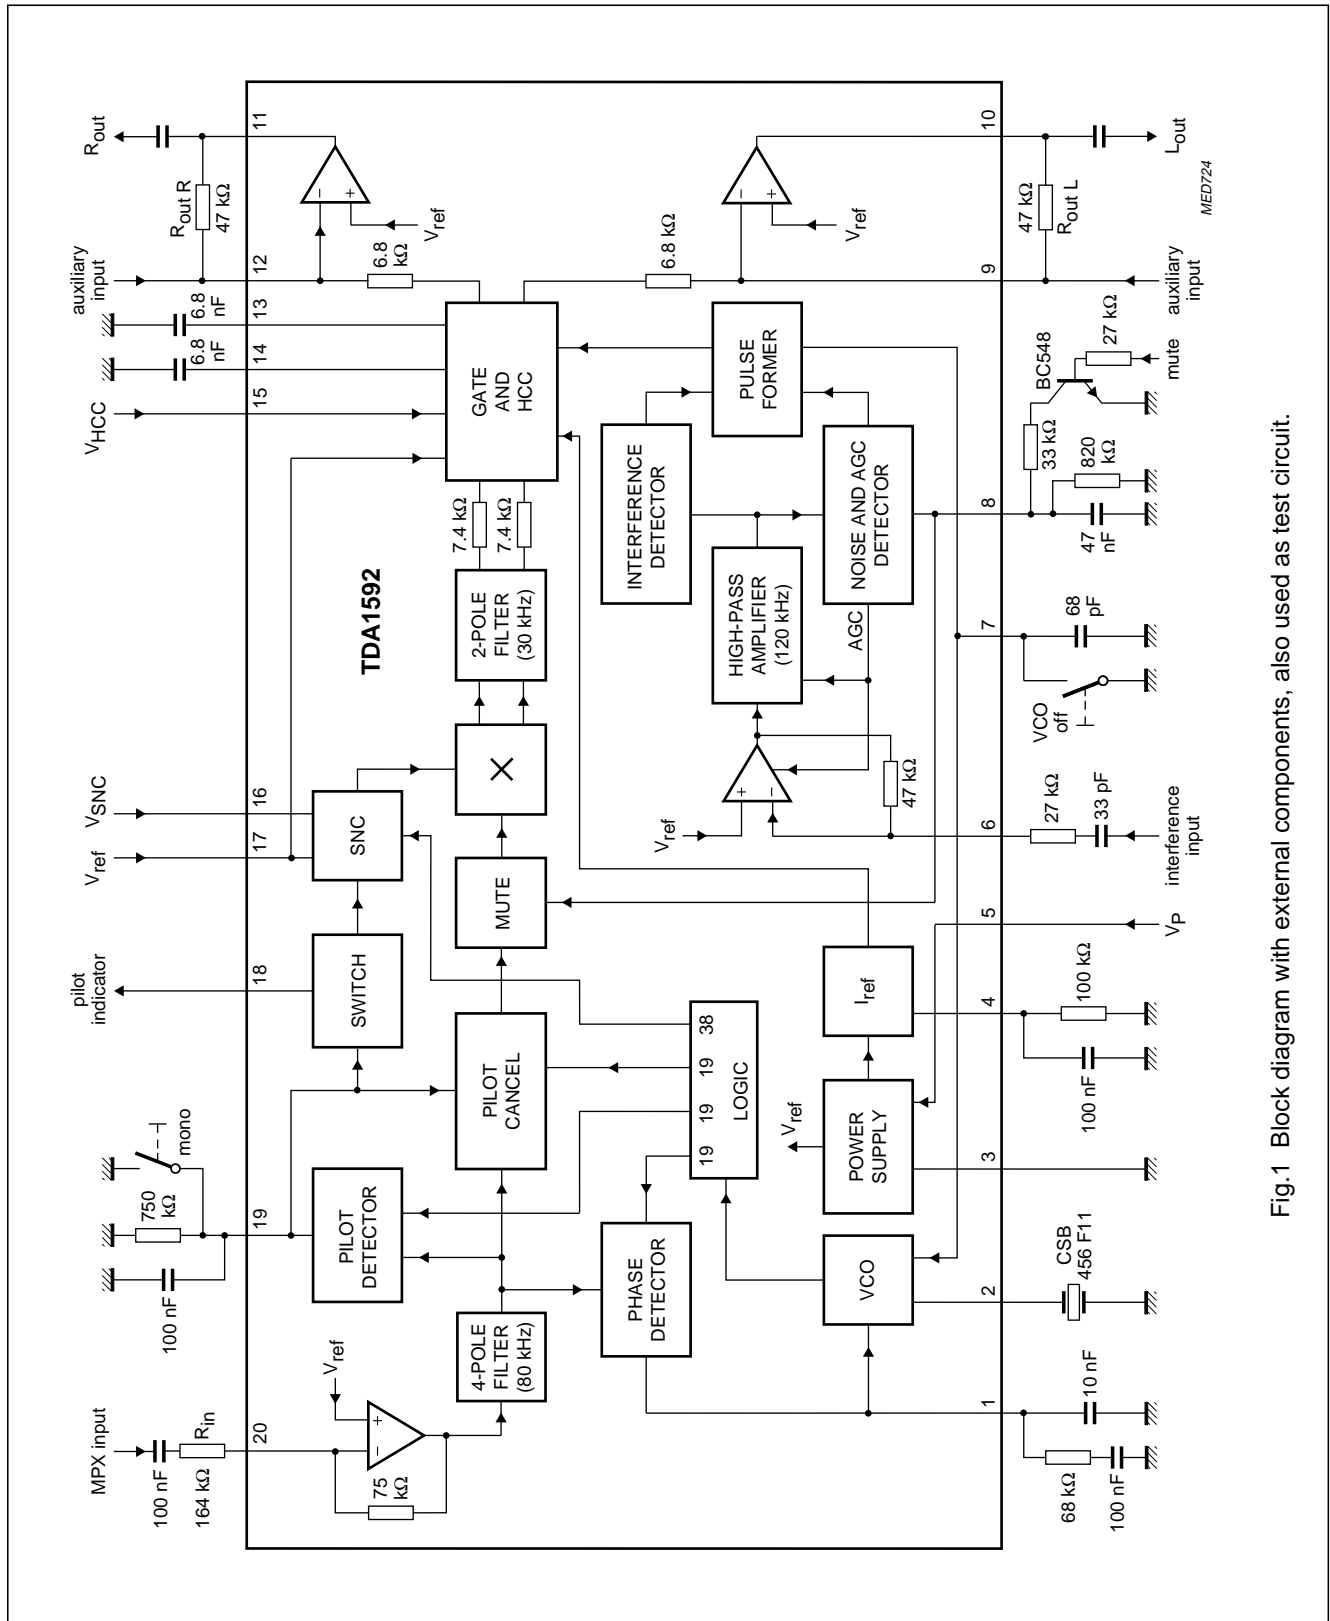 MPX input
100 nF
R in
164 kΩ
20
75
kΩ
V ref
+
−
4-POLE
FILTER
(80 kHz)
100 nF
750
kΩ
mono
19
PILOT
DETECTOR
PILOT
CANCEL
pilot
indicator
18
SWITCH
V ref
17
VSNC
16
SNC
MUTE
×
TDA1592
2-POLE
FILTER
(30 kHz)
7.4 kΩ
7.4 kΩ
VHCC
15
14
6.8
nF
13
6.8
nF
GATE
AND
HCC
auxiliary
input
12
6.8
kΩ
Rout R
47 kΩ
Rout
11
−
+
Vref
PHASE
DETECTOR
19
19
19
38
LOGIC
VCO
Vref
POWER
SUPPLY
Iref
Vref
+
−
47 kΩ
HIGH-PASS
AMPLIFIER
(120 kHz)
AGC
INTERFERENCE
DETECTOR
NOISE AND AGC
DETECTOR
PULSE
FORMER
6.8 kΩ
−
+
Vref
1
68 kΩ
100 nF
10 nF
2
CSB
456 F11
3
4
100 nF
100 kΩ
5
VP
6
27 kΩ
33 pF
interference
input
7
VCO
off
68
pF
8
47
nF
820
kΩ
33 kΩ
BC548
27 kΩ
mute
9
auxiliary
input
47 kΩ
Rout L
10
Lout
MED724
Fig.1 Block diagram with external components, also used as test circuit.